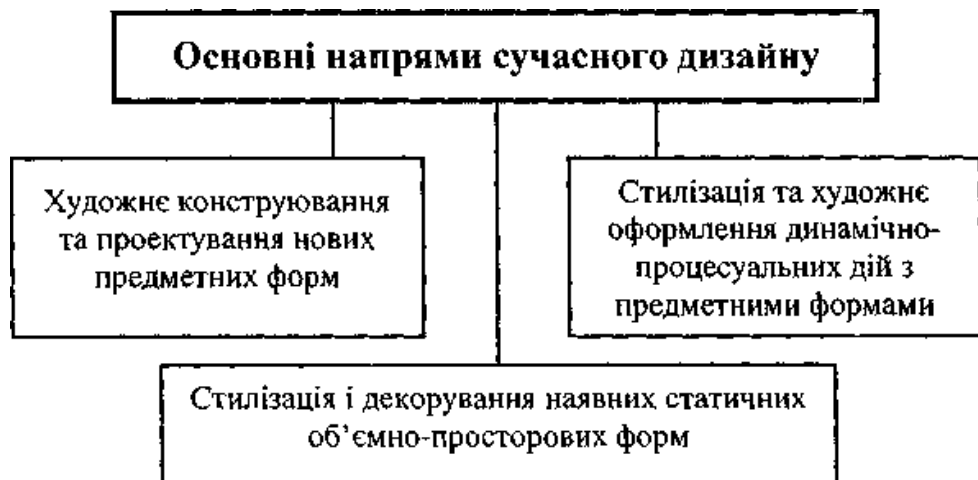 Основні напрями сучасного дизайну
Художнє конструювання
та проектування нових
предметних форм
Стилізація та художнє
оформлення динамічно-
процесуальних дій з
предметними формами
Стилізація і декорування наявних статичних
об’ємно-просторових форм